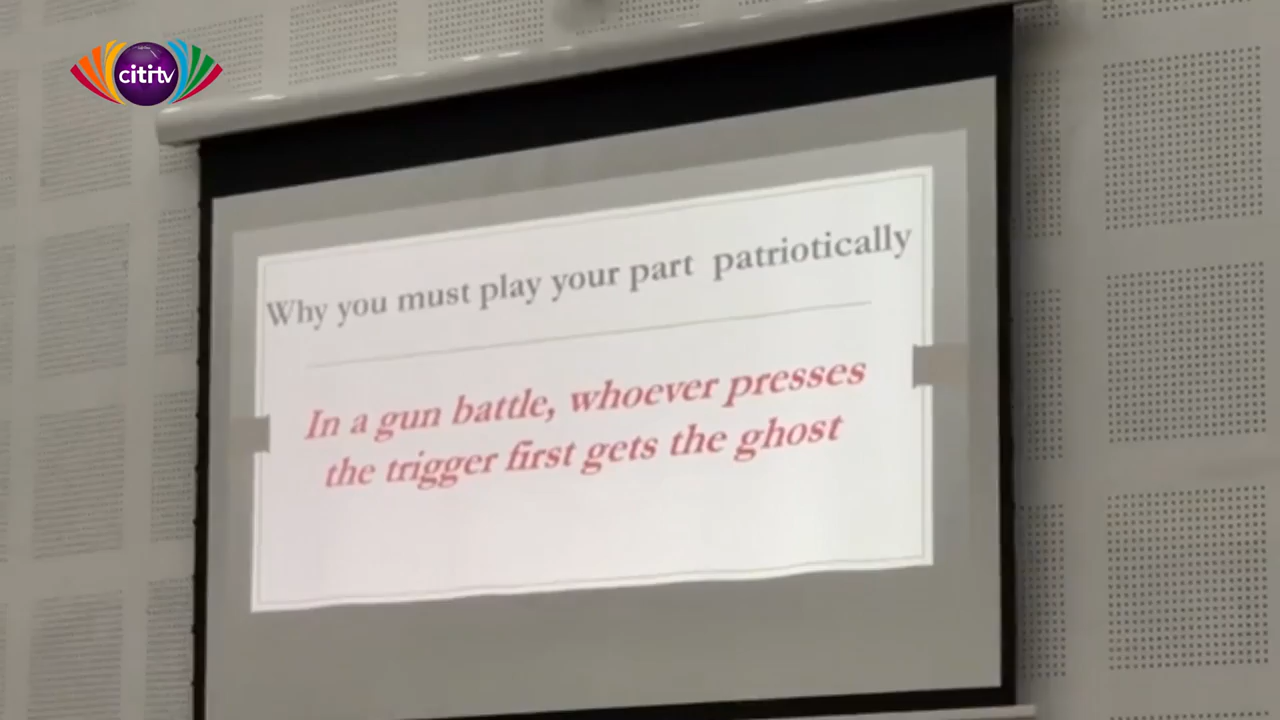 citi tv
Why you must play your part patriotically
In a gun battle, whoever presses
the trigger first gets the ghost